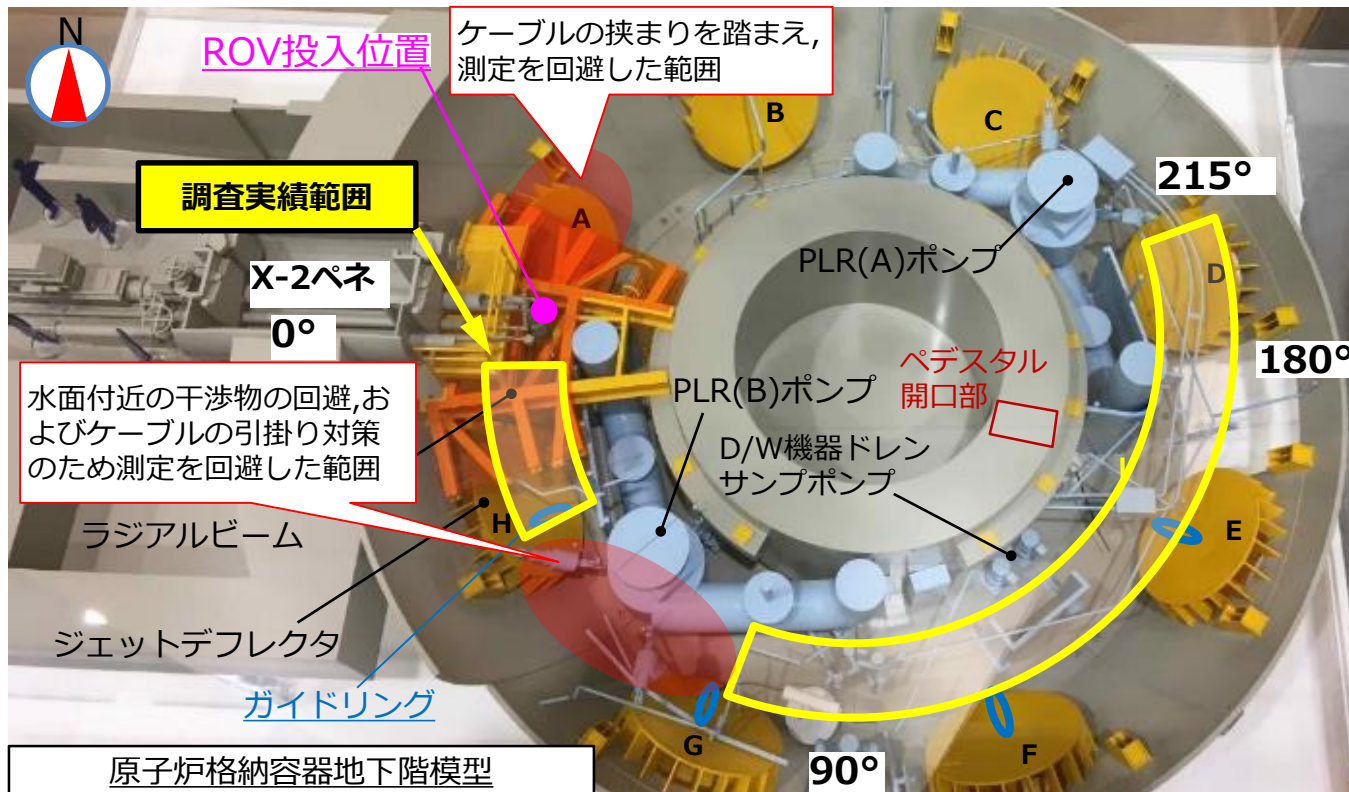 N
ROV投入位置
ケーブルの挟まりを踏まえ,
測定を回避した範囲
B
C
調査実績範囲
A
215°
PLR(A)ポンプ
D
X-2ペネ
0°
180°
ペデスタル
開口部
水面付近の干渉物の回避,お
よびケーブルの引掛り対策
のため測定を回避した範囲
PLR(B)ポンプ
D/W機器ドレン
サンプポンプ
H
E
ラジアルビーム
ジェットデフレクタ
ガイドリング
G
F
90°
原子炉格納容器地下階模型